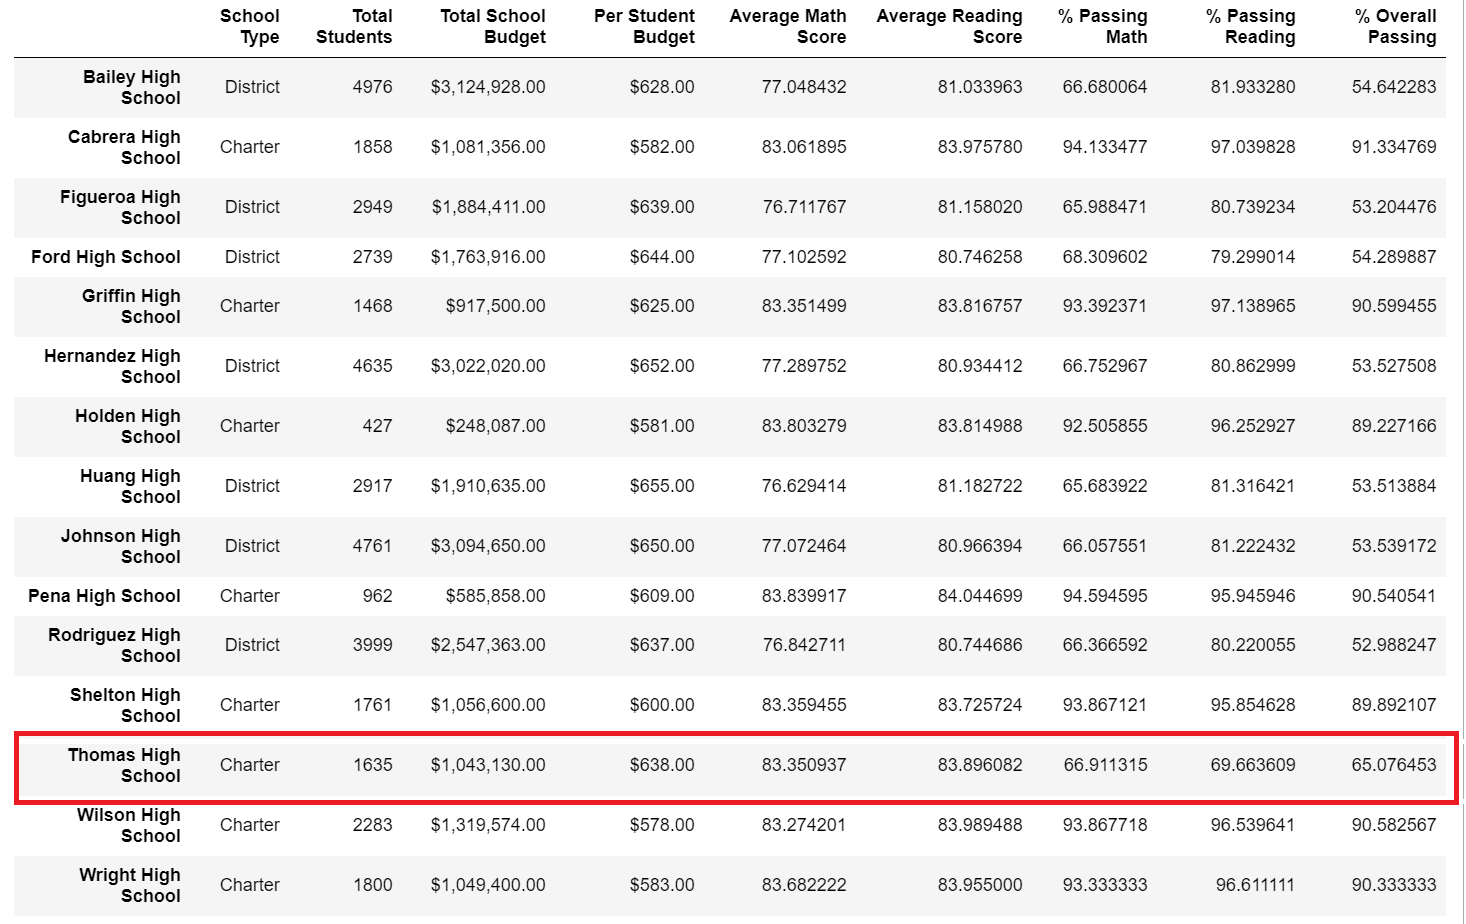 School Type Total Students Total School Budget Per Student Budget Average Math Score Average Reading Score % Passing Math % Passing Reading % Overall Passing
Bailey High School District 4976 $3,124,928.00 $628.00 77.048432 81.033963 66.680064 81.933280 54.642283
Cabrera High School Charter 1858 $1,081,356.00 $582.00 83.061895 83.975780 94.133477 97.039828 91.334769
Figueroa High School District 2949 $1,884,411.00 $639.00 76.711767 81.158020 65.988471 80.739234 53.204476
Ford High School District 2739 $1,763,916.00 $644.00 77.102592 80.746258 68.309602 79.299014 54.289887
Griffin High School Charter 1468 $917,500.00 $625.00 83.351499 83.816757 93.392371 97.138965 90.599455
Hernandez High School District 4635 $3,022,020.00 $652.00 77.289752 80.934412 66.752967 80.862999 53.527508
Holden High School Charter 427 $248,087.00 $581.00 83.803279 83.814988 92.505855 96.252927 89.227166
Huang High School District 2917 $1,910,635.00 $655.00 76.629414 81.182722 65.683922 81.316421 53.513884
Johnson High School District 4761 $3,094,650.00 $650.00 77.072464 80.966394 66.057551 81.222432 53.539172
Pena High School Charter 962 $585,858.00 $609.00 83.839917 84.044699 94.594595 95.945946 90.540541
Rodriguez High School District 3999 $2,547,363.00 $637.00 76.842711 80.744686 66.366592 80.220055 52.988247
Shelton High School Charter 1761 $1,056,600.00 $600.00 83.359455 83.725724 93.867121 95.854628 89.892107
Thomas High School Charter 1635 $1,043,130.00 $638.00 83.350937 83.896082 66.911315 69.663609 65.076453
Wilson High School Charter 2283 $1,319,574.00 $578.00 83.274201 83.989488 93.867718 96.539641 90.582567
Wright High School Charter 1800 $1,049,400.00 $583.00 83.682222 83.955000 93.333333 96.611111 90.333333